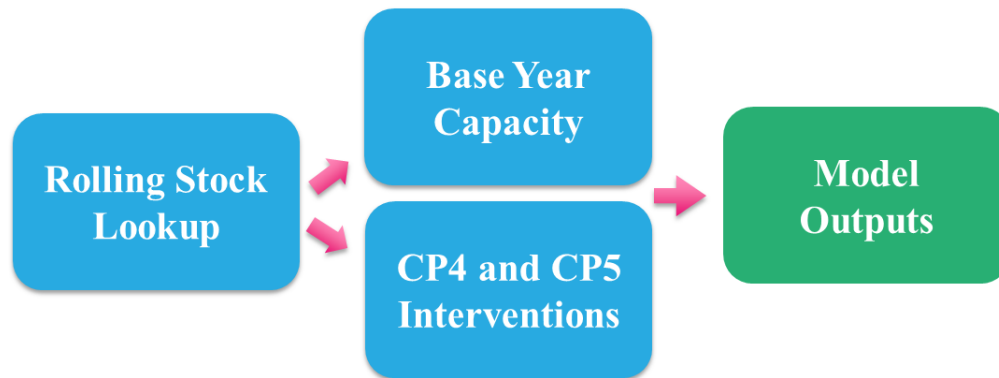 Rolling Stock
Lookup
Base Year
Capacity
CP4 and CP5
Interventions
Model
Outputs